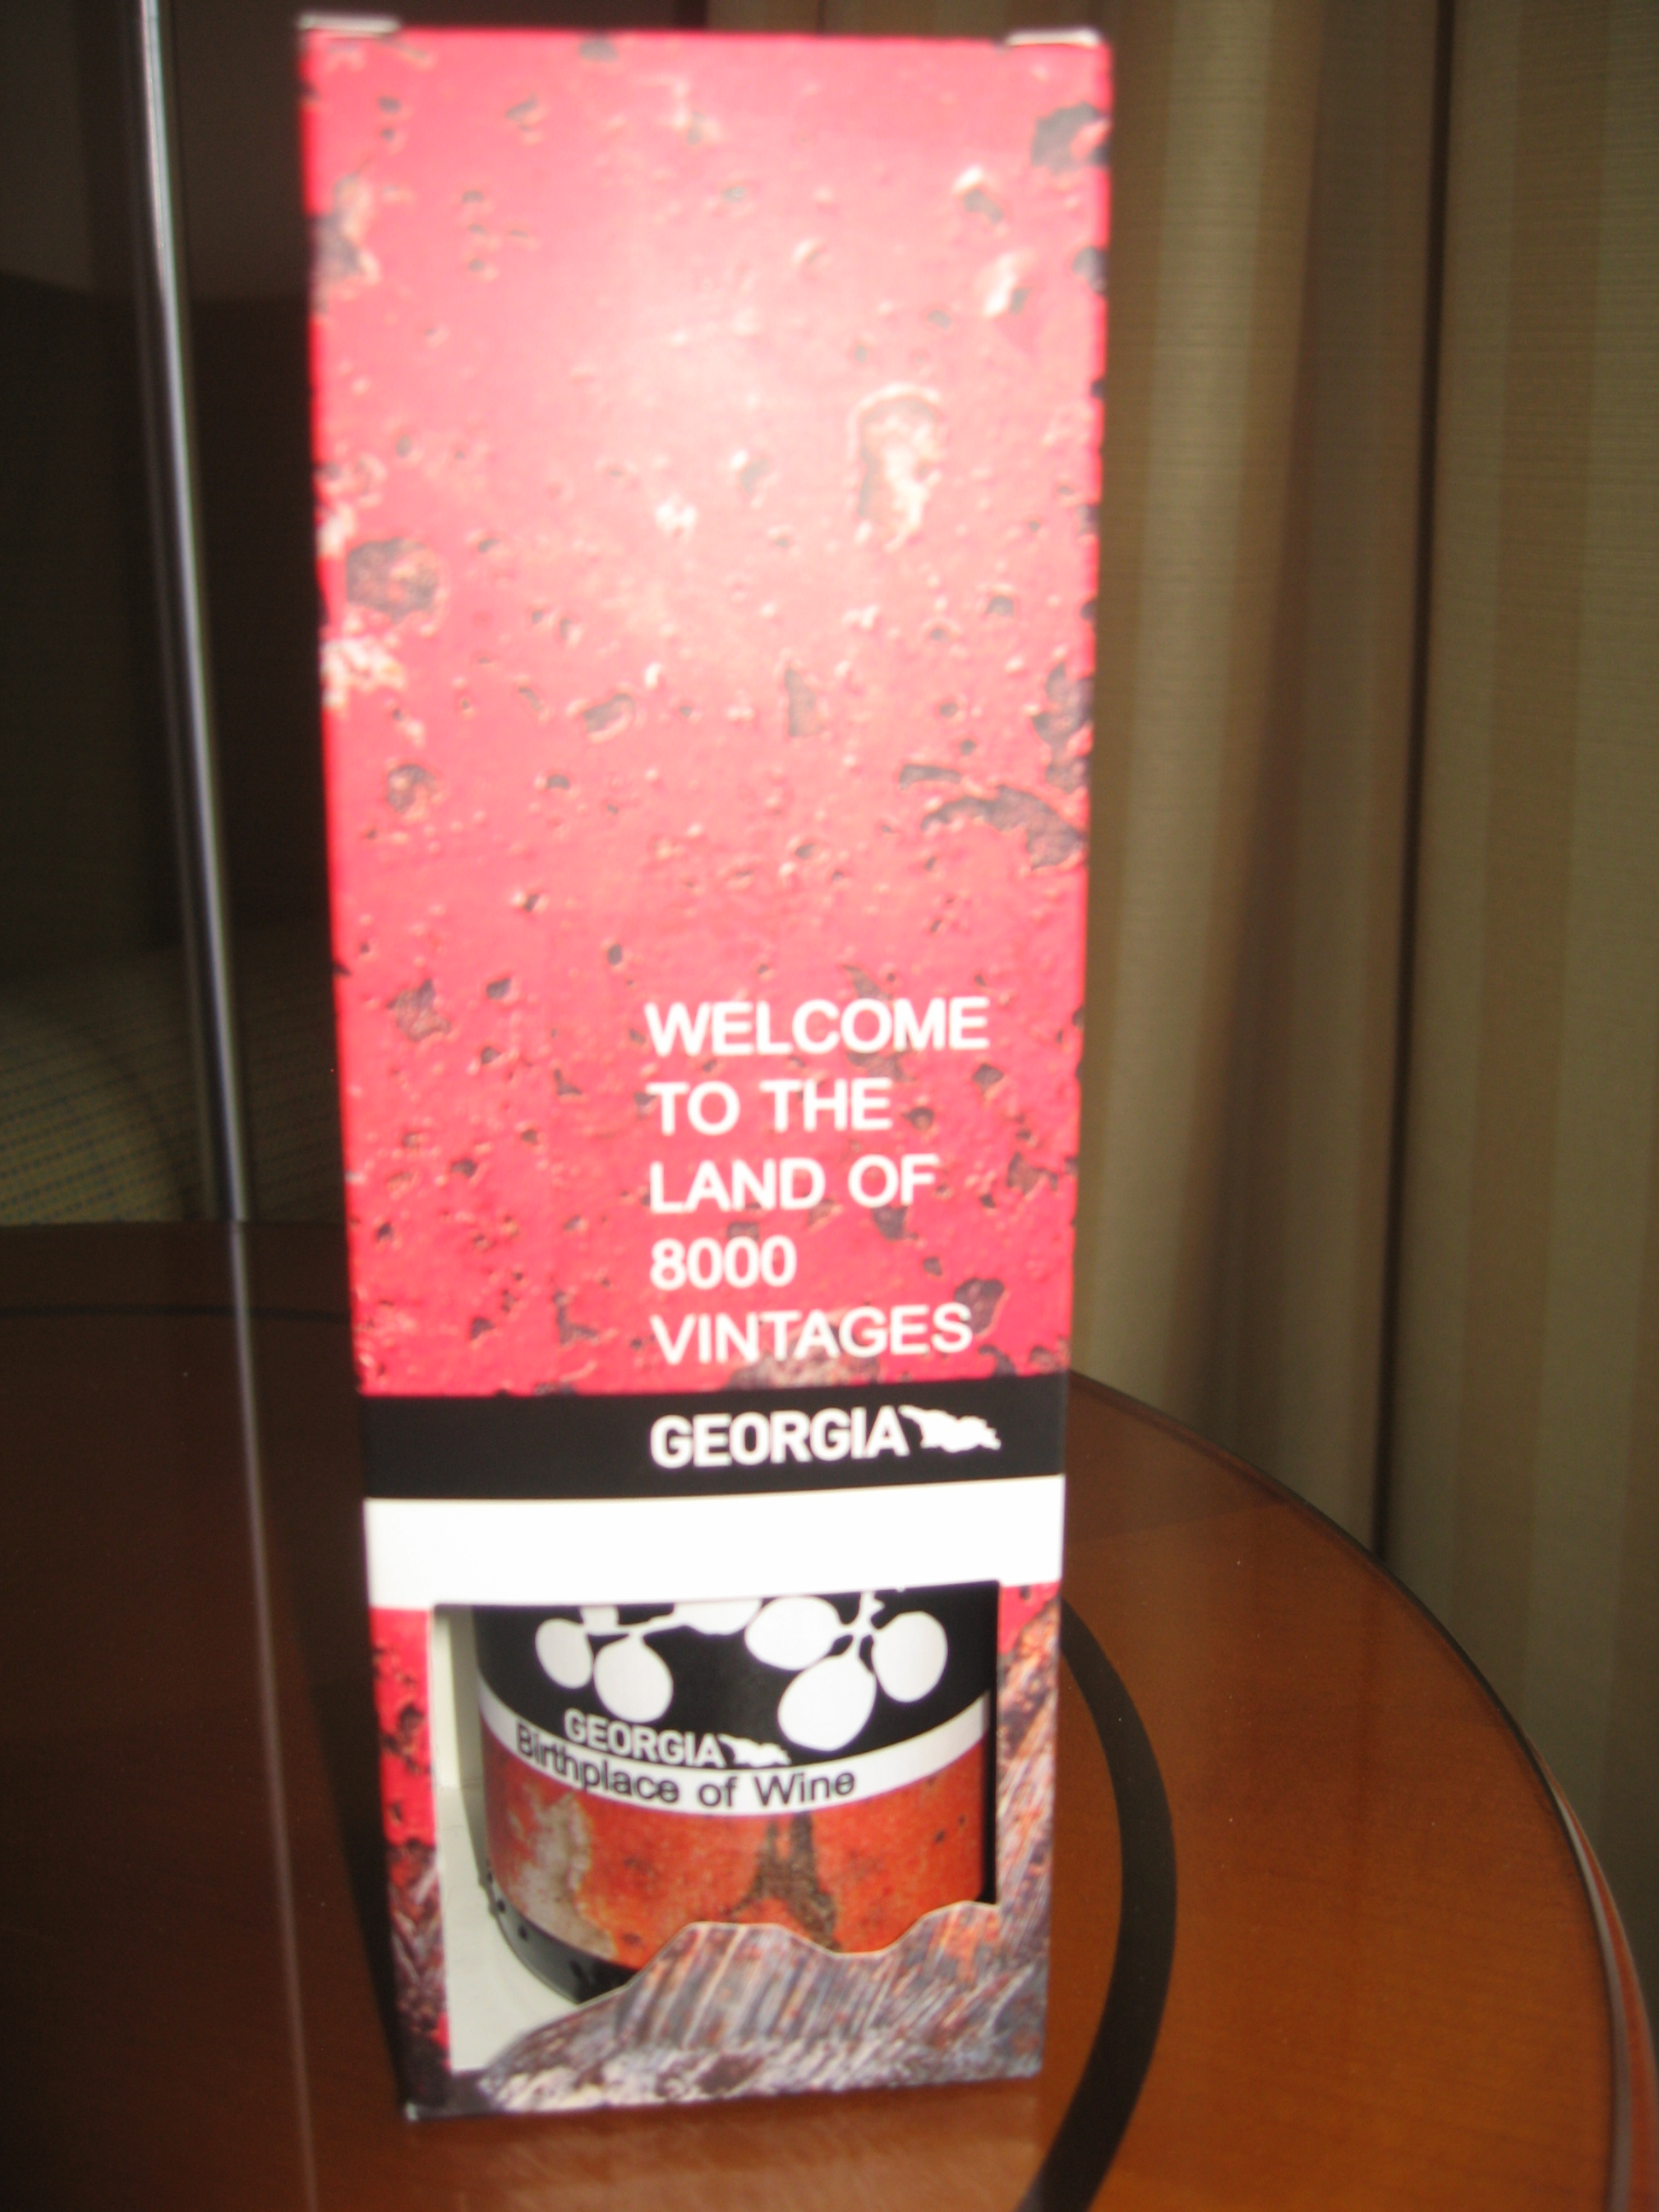 WELCOME
TO THE
LAND OF
8000
VINTAGES
GEORGIA
GEORGIA
Birthplace of Wine